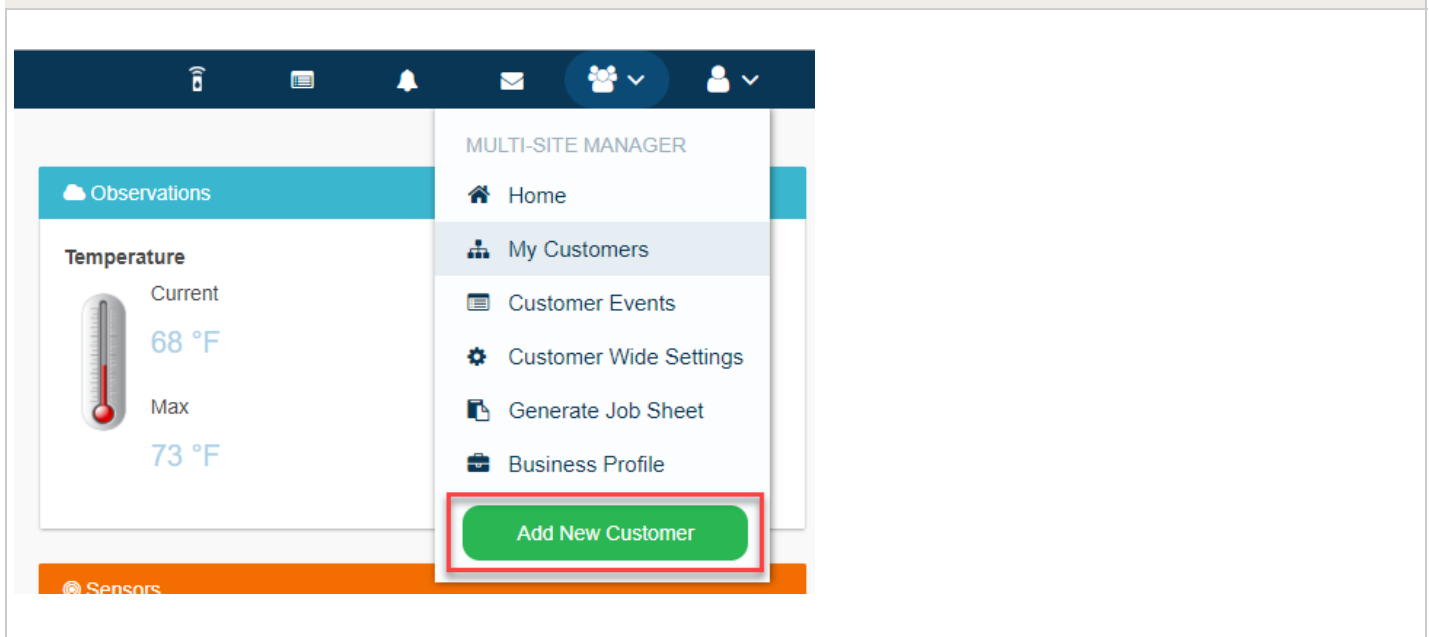 MULTI-SITE MANAGER
Home
My Customers
Customer Events
Customer Wide Settings
Generate Job Sheet
Business Profile
Add New Customer
Observations
Temperature
Current
68 °F
Max
73 °F
Sensors